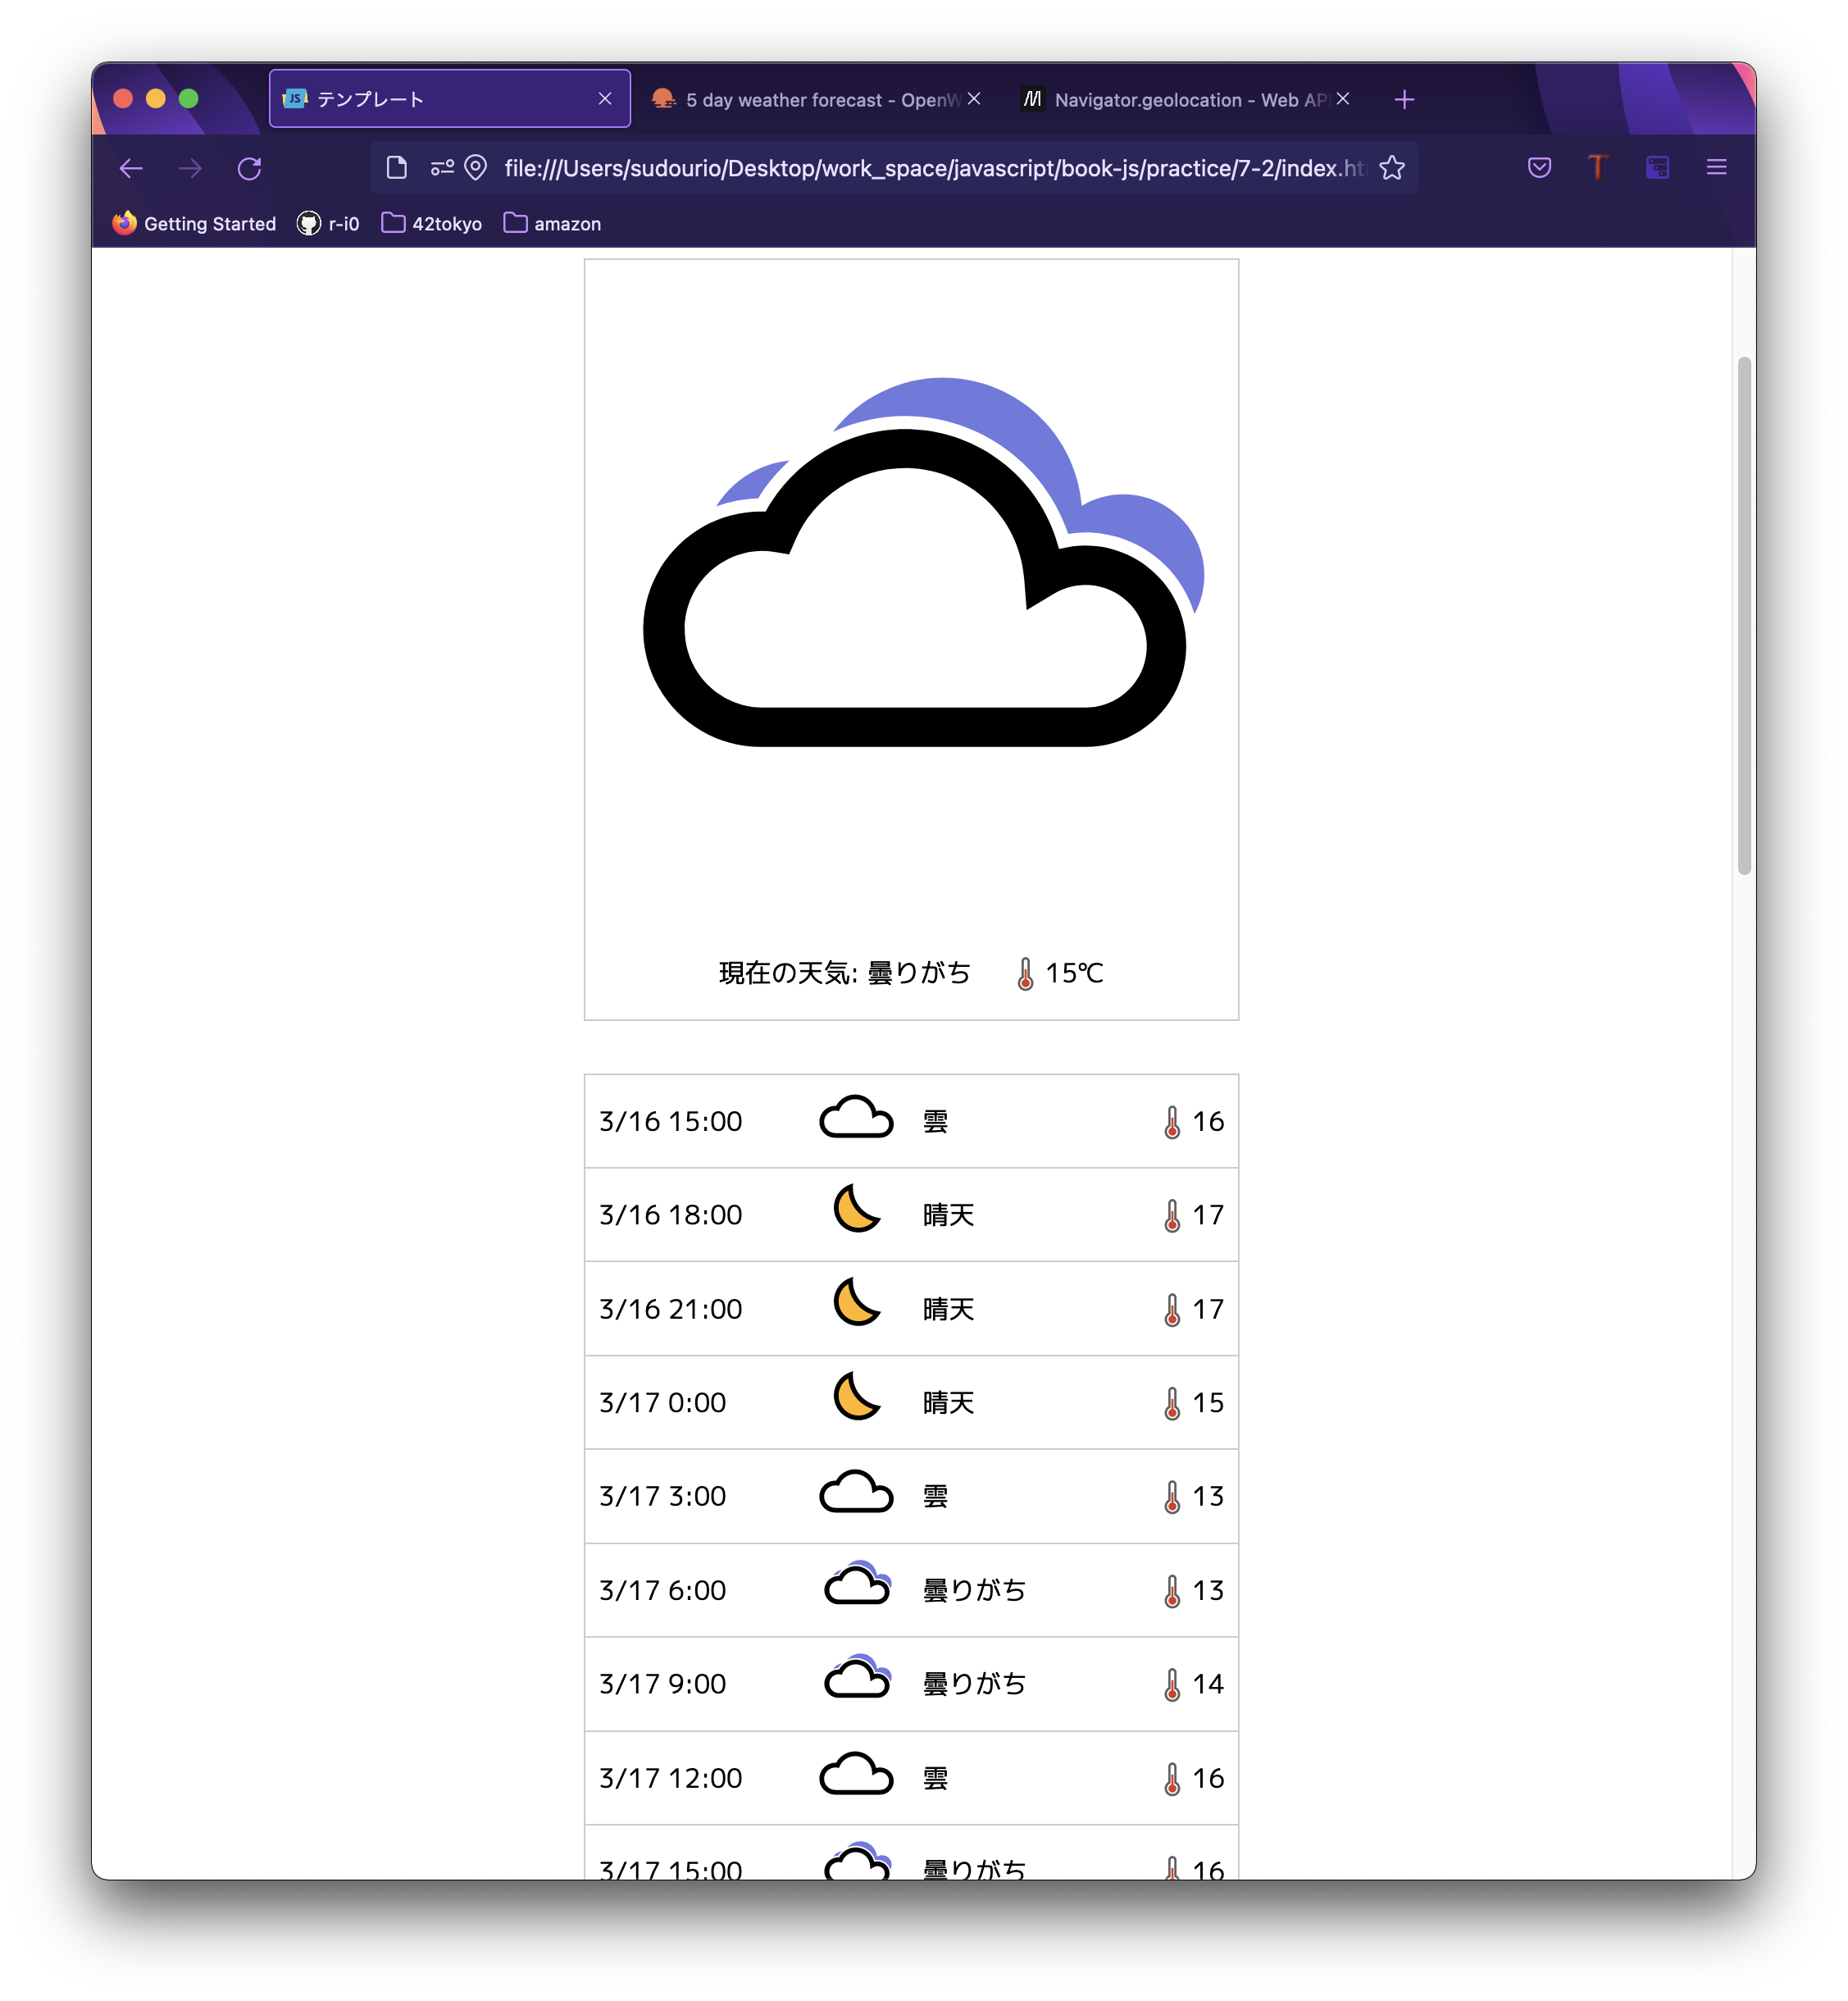 JS テンプレート
5 day weather forecast - OpenW
Navigator.geolocation - Web AP
file:///Users/sudourio/Desktop/work_space/javascript/book-js/practice/7-2/index.ht
Getting Started r-i0 42tokyo amazon
現在の天気: 曇りがち 15℃
3/16 15:00 雲 16
3/16 18:00 晴天 17
3/16 21:00 晴天 17
3/17 0:00 晴天 15
3/17 3:00 雲 13
3/17 6:00 曇りがち 13
3/17 9:00 曇りがち 14
3/17 12:00 雲 16
3/17 15:00 曇りがち 16